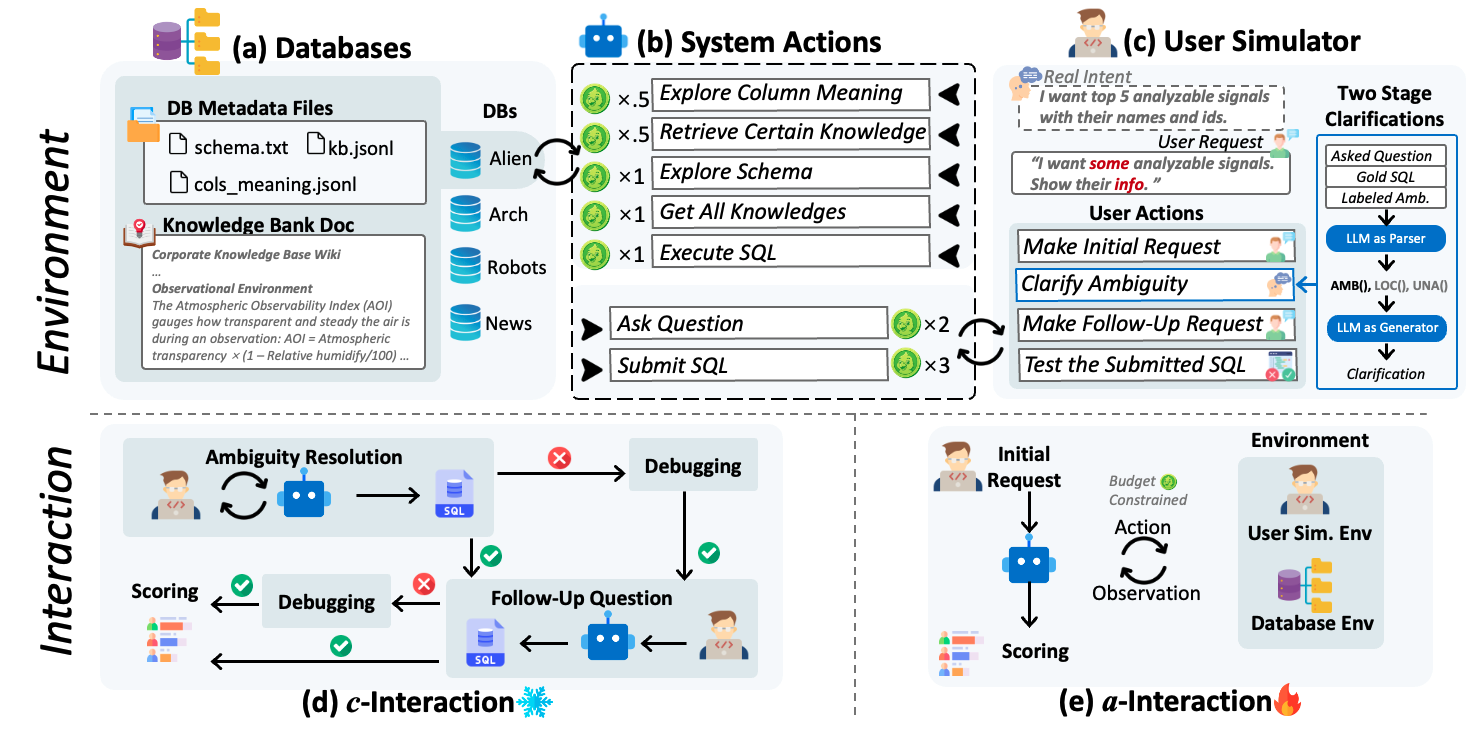 Environment
(a) Databases
DB Metadata Files
schema.txt
kb.jsonl
cols_meaning.jsonl
Knowledge Bank Doc
Corporate Knowledge Base Wiki
...
Observational Environment
The Atmospheric Observability Index (AOI)
gauges how transparent and steady the air is
during an observation: AOI = Atmospheric
transparency × (1 – Relative humidify/100) ...
DBs
Alien
Arch
Robots
News
(b) System Actions
×.5 Explore Column Meaning
×.5 Retrieve Certain Knowledge
×1 Explore Schema
×1 Get All Knowledges
×1 Execute SQL
Ask Question ×2
Submit SQL ×3
(c) User Simulator
Real Intent
I want top 5 analyzable signals
with their names and ids.
User Request
“I want some analyzable signals.
Show their info. ”
User Actions
Make Initial Request
Clarify Ambiguity
Make Follow-Up Request
Test the Submitted SQL
Two Stage
Clarifications
Asked Question
Gold SQL
Labeled Amb.
LLM as Parser
AMB(), LOC(), UNA()
LLM as Generator
Clarification
Interaction
Ambiguity Resolution
SQL
Debugging
Follow-Up Question
SQL
Debugging
Scoring
(d) c-Interaction
Initial
Request
Budget
Constrained
Action
Observation
Scoring
Environment
User Sim. Env
Database Env
(e) a-Interaction